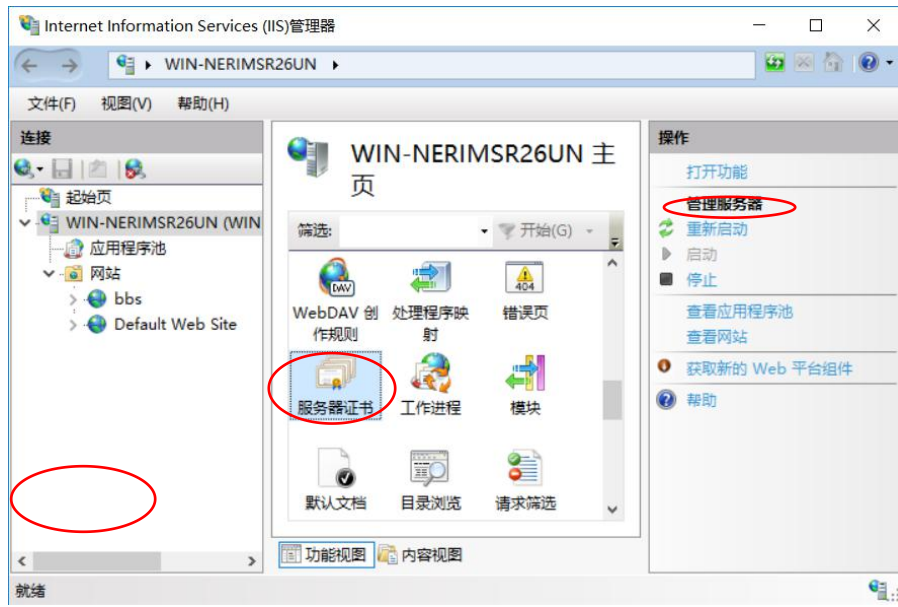 Internet Information Services (IIS)管理器
WIN-NERIMSR26UN
文件(F) 视图(V) 帮助(H)
连接
起始页
WIN-NERIMSR26UN (WIN
应用程序池
网站
bbs
Default Web Site
WIN-NERIMSR26UN 主
页
筛选: 开始(G)
DAV 404
WebDAV 创 处理程序映 错误页
作规则 射
服务器证书 工作进程 模块
默认文档 目录浏览 请求筛选
功能视图 内容视图
操作
打开功能
管理服务器
重新启动
启动
停止
查看应用程序池
查看网站
获取新的 Web 平台组件
帮助
就绪